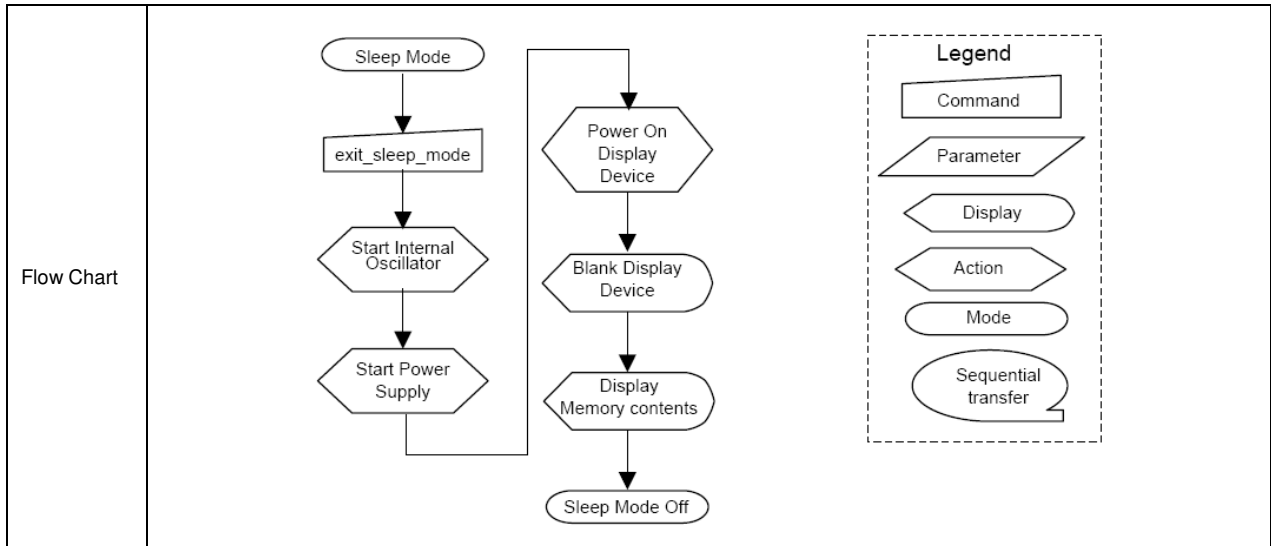 Flow Chart
Sleep Mode
exit_sleep_mode
Start Internal
Oscillator
Start Power
Supply
Power On
Display
Device
Blank Display
Device
Display
Memory contents
Sleep Mode Off
Legend
Command
Parameter
Display
Action
Mode
Sequential
transfer